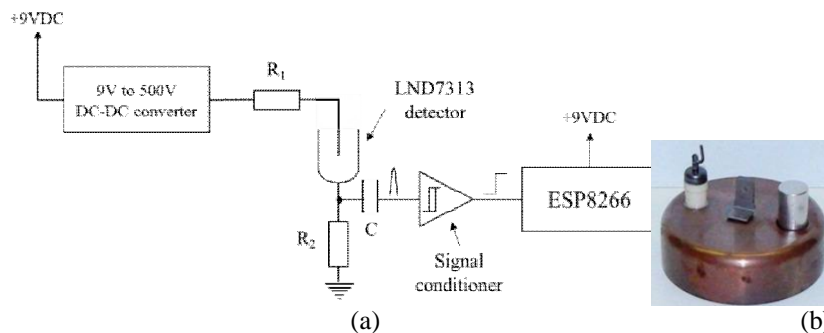 +9VDC
9V to 500V
DC-DC converter
R1
LND7313
detector
R2
C
Signal
conditioner
+9VDC
ESP8266
(a)
(b)